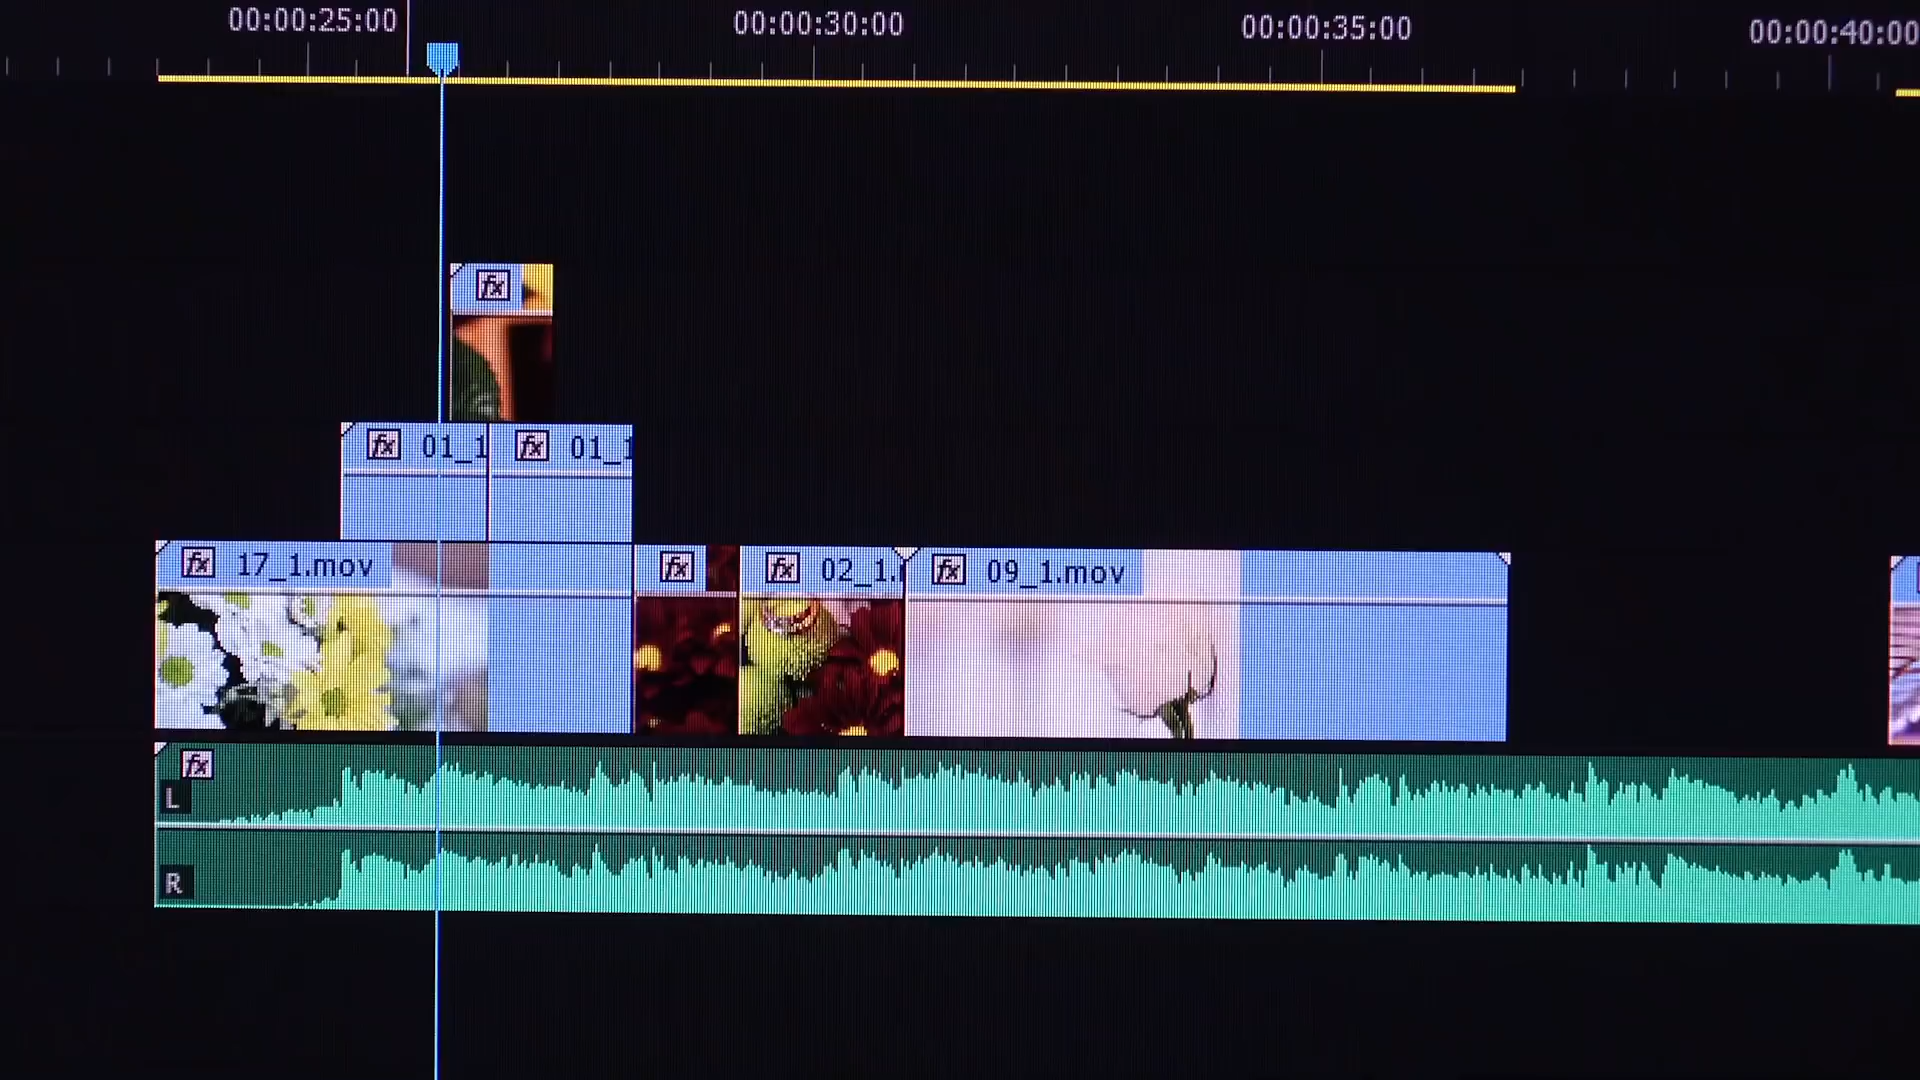 00:00:25:00 00:00:30:00 00:00:35:00 00:00:40:00
fx
fx 01_1 fx 01_1
fx 17_1.mov fx fx 02_1. fx 09_1.mov
fx
L
R